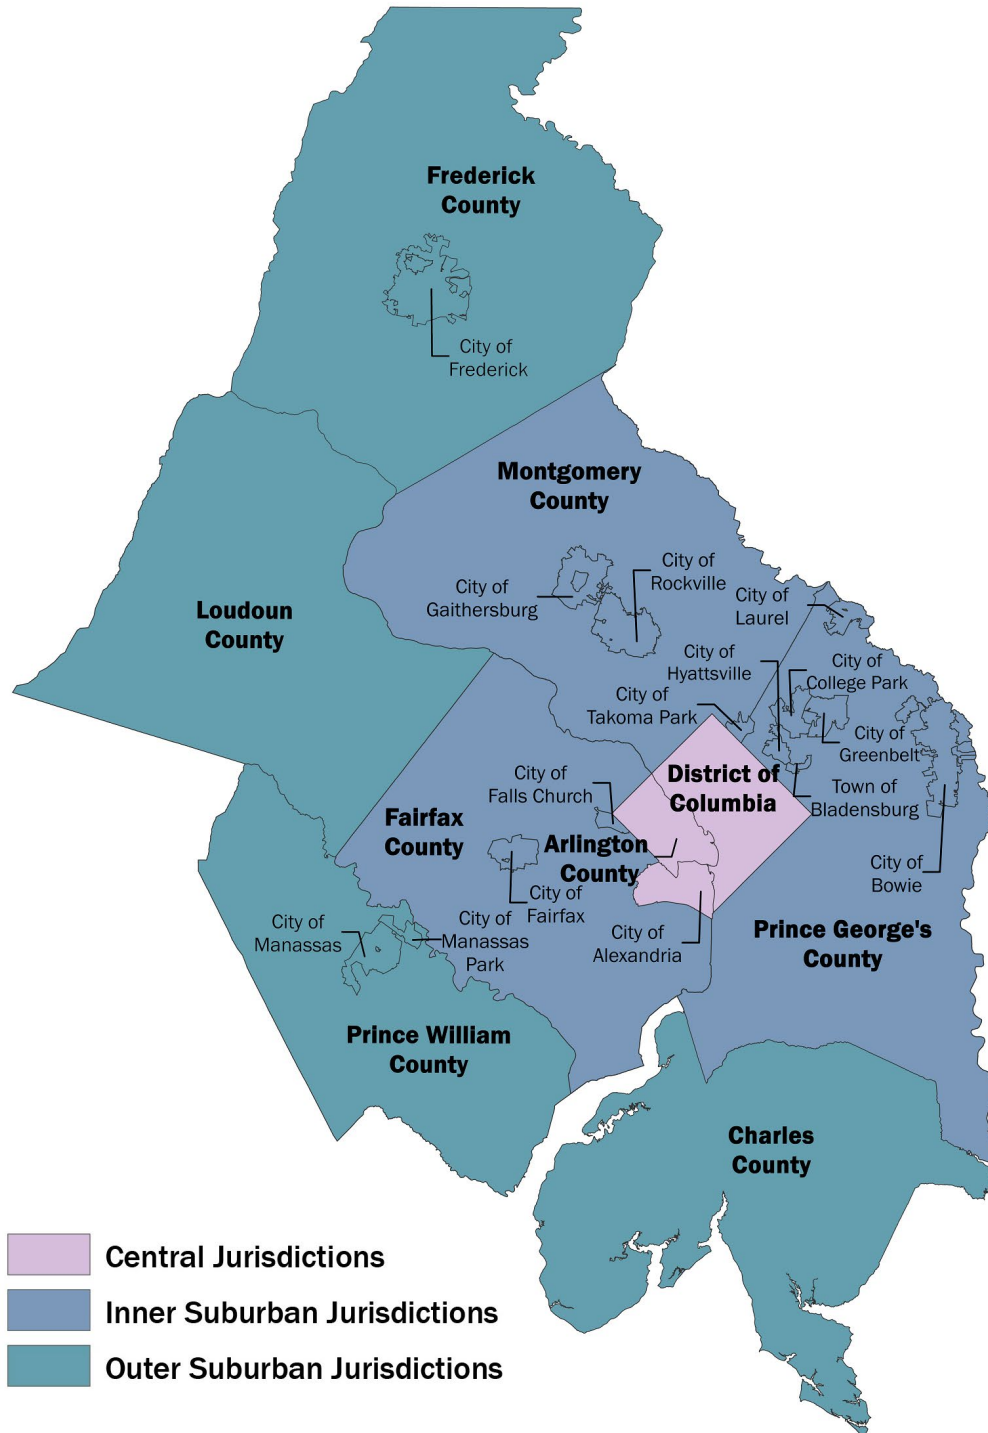 Frederick
County
City of
Frederick
Montgomery
County
City of
Rockville
City of
Gaithersburg
City of
Laurel
Loudoun
County
City of
Hyattsville
City of
College Park
City of
Takoma Park
City of
Greenbelt
District of
Columbia
City of
Falls Church
Town of
Bladensburg
Fairfax
County
Arlington
County
City of
Bowie
City of
Fairfax
City of
Manassas
City of
Manassas
Park
City of
Alexandria
Prince George's
County
Prince William
County
Charles
County
Central Jurisdictions
Inner Suburban Jurisdictions
Outer Suburban Jurisdictions